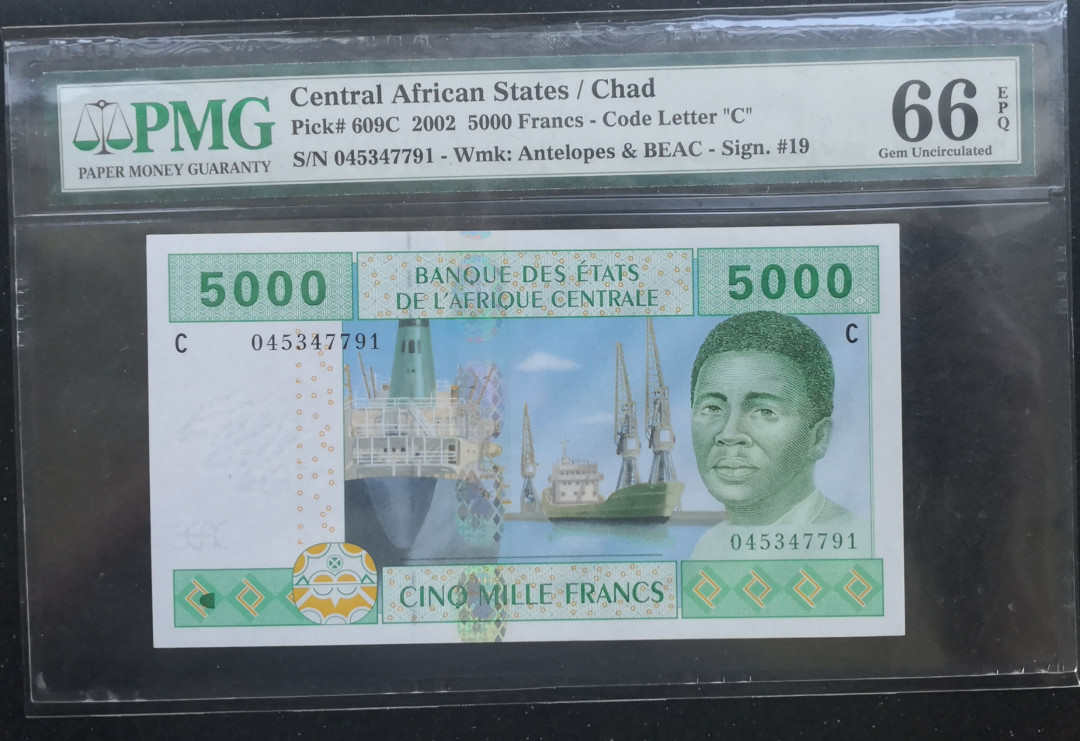 PMG
PAPER MONEY GUARANTY
Central African States / Chad
Pick# 609C 2002 5000 Francs - Code Letter "C"
S/N 045347791 - Wmk: Antelopes & BEAC - Sign. #19
66
EPQ
Gem Uncirculated
5000
BANQUE DES ÉTATS
DE L'AFRIQUE CENTRALE
5000
C 045347791
C
045347791
CINQ MILLE FRANCS